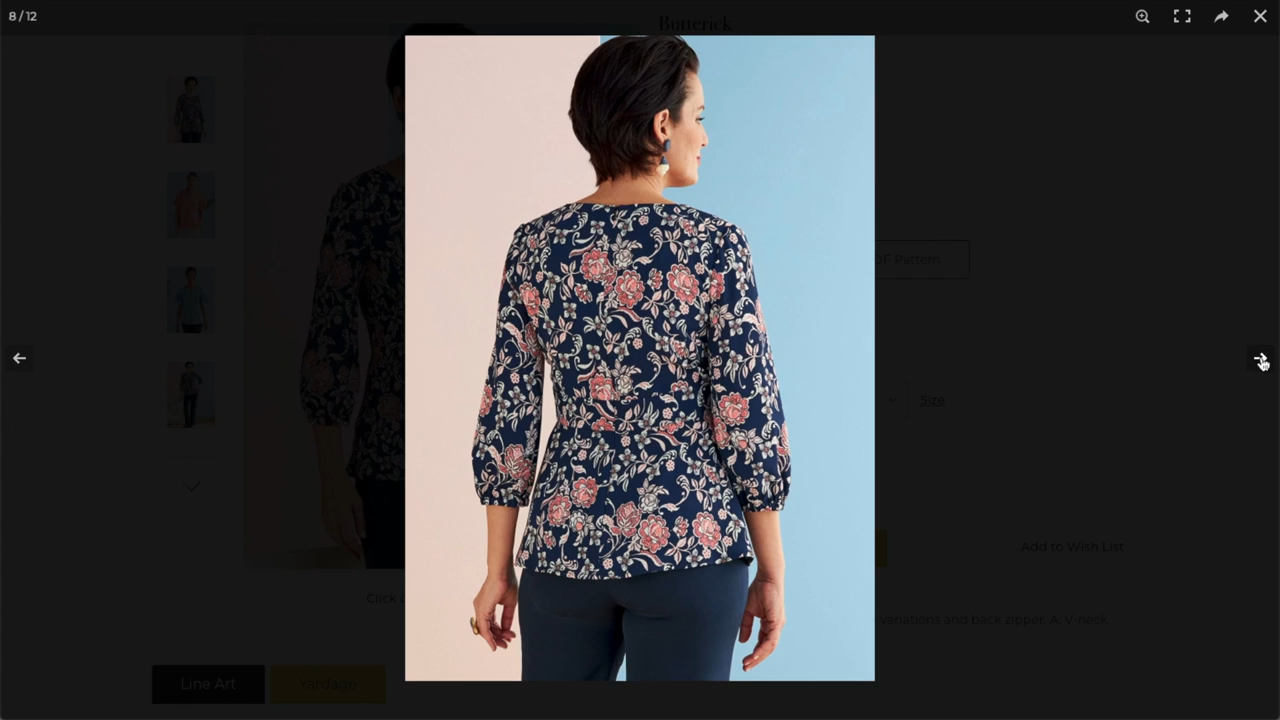 8 / 12
Butterick
DF Pattern
Size
Add to Wish List
Click
variations and back zipper. A: V-neck
Line Art
Yardage